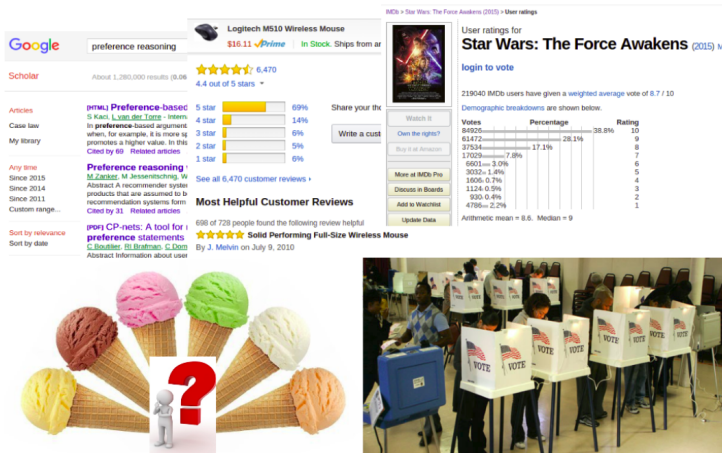 Google
preference reasoning
Scholar
About 1,280,000 results (0.06
Articles
Case law
My library
Any time
Since 2015
Since 2014
Since 2011
Custom range...
Sort by relevance
Sort by date
[HTML] Preference-based
S Kaci, L van der Torre - Intern
In preference-based argument
when, for example, it is more s
promotes a higher value. In this
Cited by 69 Related articles
Preference reasoning
M Zanker, M Jessenitschnig, W
Abstract A recommender syste
products that are assumed to b
recommendation systems form
Cited by 31 Related articles
[PDF] CP-nets: A tool for
preference statements
C Boutilier, RI Brafman, C Dom
Abstract Information about user
Logitech M510 Wireless Mouse
$16.11 Prime In Stock. Ships from
6,470
4.4 out of 5 stars
5 star 69%
4 star 14%
3 star 6%
2 star 5%
1 star 6%
Share your
Write a cust
See all 6,470 customer reviews
Most Helpful Customer Reviews
698 of 728 people found the following review helpful
Solid Performing Full-Size Wireless Mouse
By J. Melvin on July 9, 2010
IMDb > Star Wars: The Force Awakens (2015) > User ratings
User ratings for
Star Wars: The Force Awakens (2015)
login to vote
219040 IMDb users have given a weighted average vote of 8.7 / 10
Demographic breakdowns are shown below.
Votes Percentage Rating
84926 38.8% 10
61472 28.1% 9
37534 17.1% 8
17029 7.8% 7
6601 3.0% 6
3032 1.4% 5
1606 0.7% 4
1124 0.5% 3
930 0.4% 2
4786 2.2% 1
Arithmetic mean = 8.6. Median = 9
Watch It
Own the rights?
Buy it at Amazon
More at IMDb Pro
Discuss in Boards
Add to Watchlist
Update Data
?
VOTE
VOTE
VOTE
VOTE
VOTE
VOTE